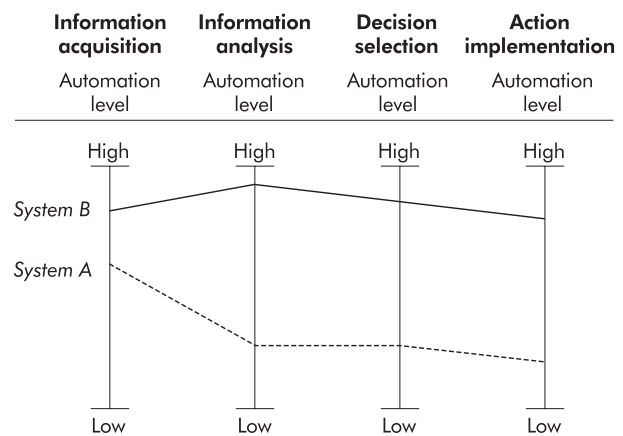 Information Information Decision Action
acquisition analysis selection implementation
Automation Automation Automation Automation
level level level level
High High High High
System B
System A
Low Low Low Low